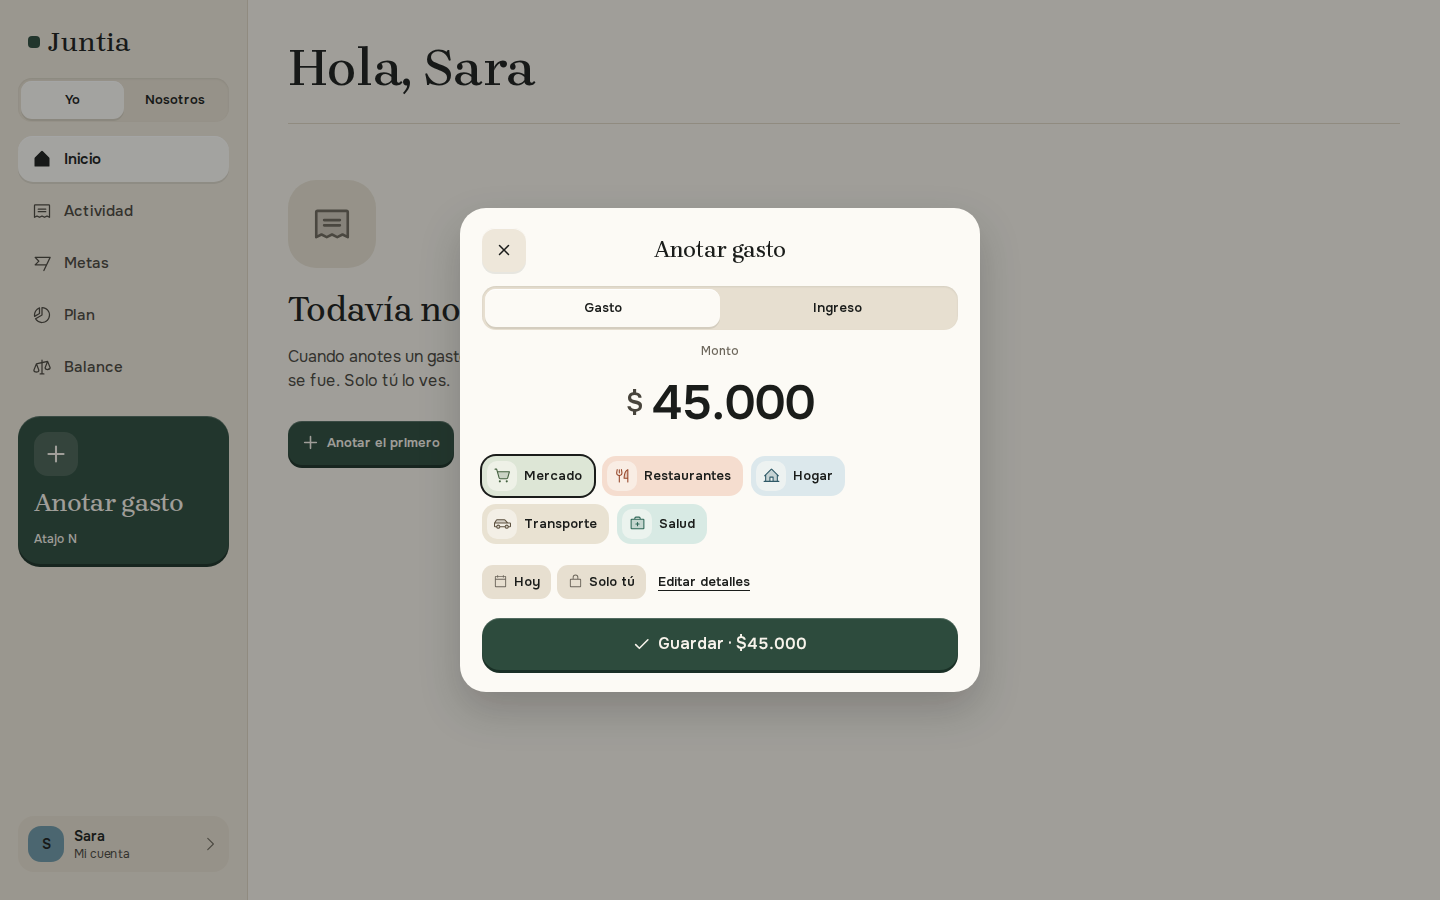 Juntia
Yo
Nosotros
Inicio
Actividad
Metas
Plan
Balance
Anotar gasto
Atajo N
S
Sara
Mi cuenta
Hola, Sara
Todavía no
Cuando anotes un gast
se fue. Solo tú lo ves.
Anotar el primero
Anotar gasto
Gasto
Ingreso
Monto
$ 45.000
Mercado
Restaurantes
Hogar
Transporte
Salud
Hoy
Solo tú
Editar detalles
Guardar · $45.000